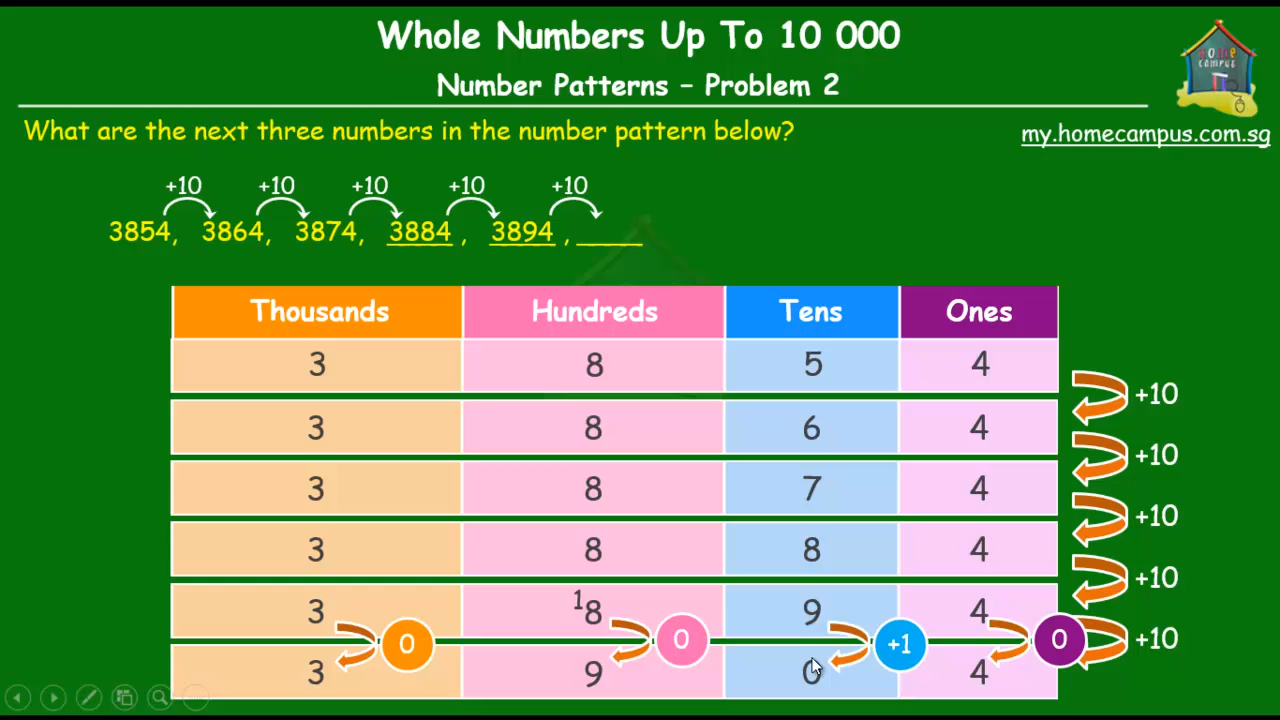 Whole Numbers Up To 10 000
Number Patterns – Problem 2
Home
campus
What are the next three numbers in the number pattern below?
my.homecampus.com.sg
+10 +10 +10 +10 +10
3854, 3864, 3874, 3884, 3894, ____
Thousands Hundreds Tens Ones
3 8 5 4
+10
3 8 6 4
+10
3 8 7 4
+10
3 8 8 4
+10
3 18 9 4
0 0 +1 0 +10
3 9 0 4